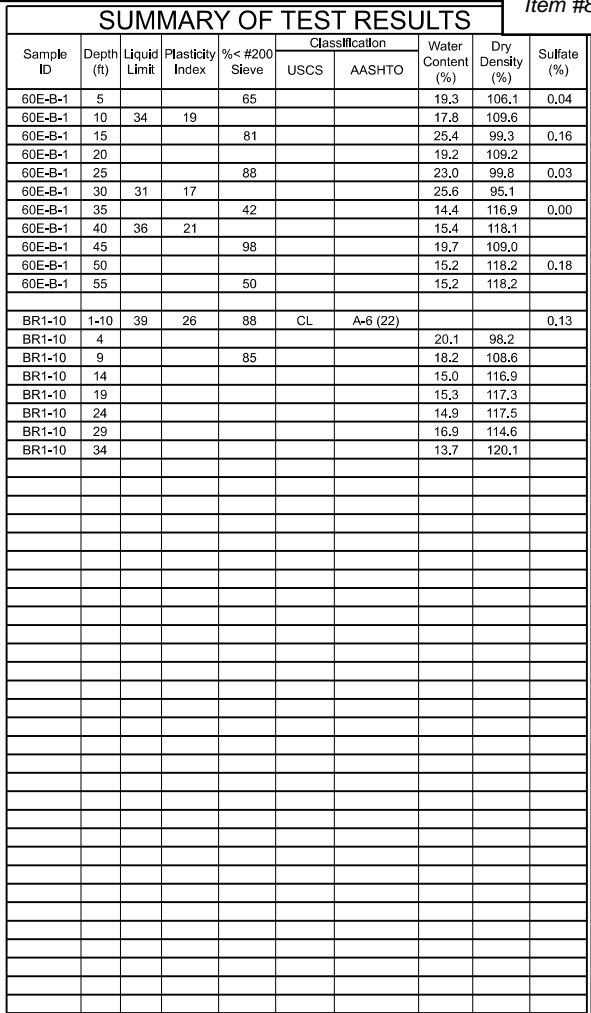 Item #8
SUMMARY OF TEST RESULTS
Sample ID Depth (ft) Liquid Limit Plasticity Index %< #200 Sieve Classification USCS AASHTO Water Content (%) Dry Density (%) Sulfate (%)
60E-B-1 5 65 19.3 106.1 0.04
60E-B-1 10 34 19 17.8 109.6
60E-B-1 15 81 25.4 99.3 0.16
60E-B-1 20 19.2 109.2
60E-B-1 25 88 23.0 99.8 0.03
60E-B-1 30 31 17 25.6 95.1
60E-B-1 35 42 14.4 116.9 0.00
60E-B-1 40 36 21 15.4 118.1
60E-B-1 45 98 19.7 109.0
60E-B-1 50 15.2 118.2 0.18
60E-B-1 55 50 15.2 118.2
BR1-10 1-10 39 26 88 CL A-6 (22) 0.13
BR1-10 4 20.1 98.2
BR1-10 9 85 18.2 108.6
BR1-10 14 15.0 116.9
BR1-10 19 15.3 117.3
BR1-10 24 14.9 117.5
BR1-10 29 16.9 114.6
BR1-10 34 13.7 120.1